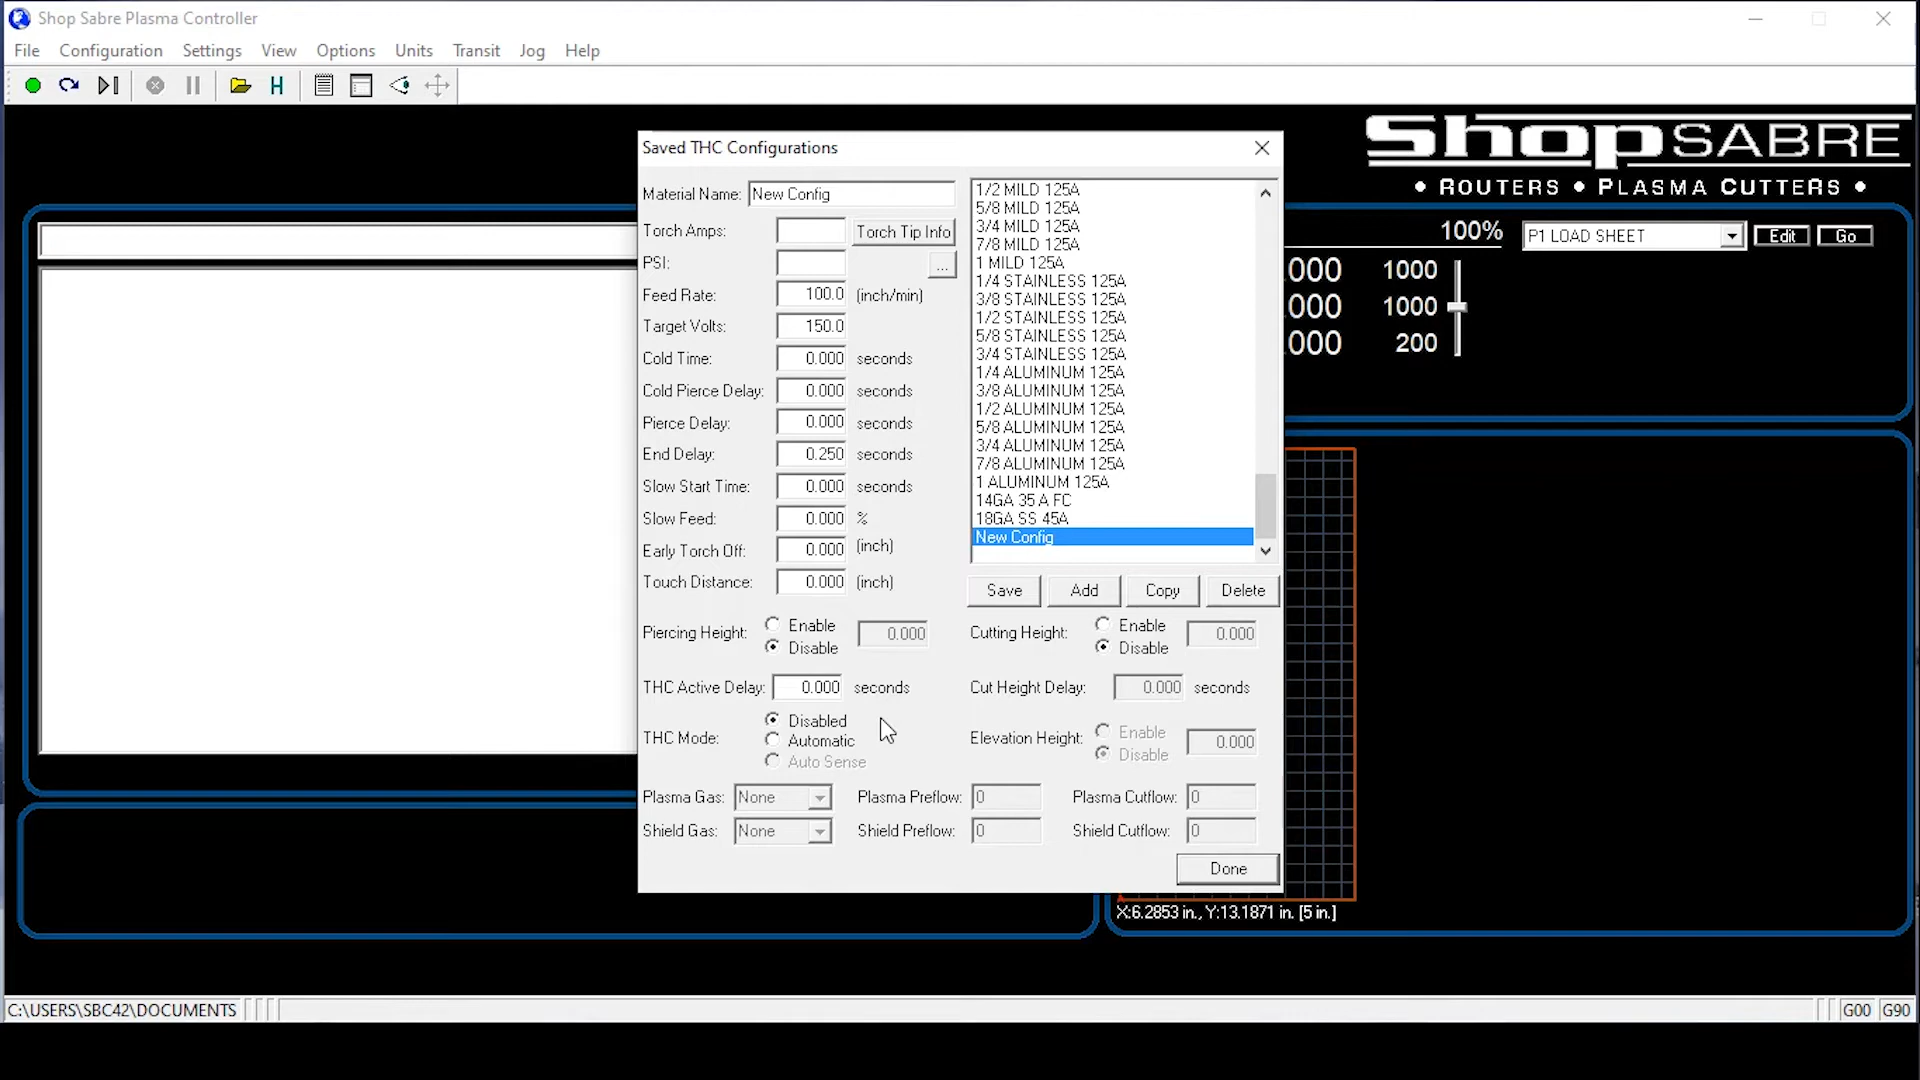 Shop Sabre Plasma Controller
File Configuration Settings View Options Units Transit Jog Help
H
ShopSABRE
• ROUTERS • PLASMA CUTTERS •
100% P1 LOAD SHEET Edit Go
000 1000
000 1000
000 200
Saved THC Configurations
Material Name: New Config
Torch Amps: Torch Tip Info
PSI: ...
Feed Rate: 100.0 (inch/min)
Target Volts: 150.0
Cold Time: 0.000 seconds
Cold Pierce Delay: 0.000 seconds
Pierce Delay: 0.000 seconds
End Delay: 0.250 seconds
Slow Start Time: 0.000 seconds
Slow Feed: 0.000 %
Early Torch Off: 0.000 (inch)
Touch Distance: 0.000 (inch)
1/2 MILD 125A
5/8 MILD 125A
3/4 MILD 125A
7/8 MILD 125A
1 MILD 125A
1/4 STAINLESS 125A
3/8 STAINLESS 125A
1/2 STAINLESS 125A
5/8 STAINLESS 125A
3/4 STAINLESS 125A
1/4 ALUMINUM 125A
3/8 ALUMINUM 125A
1/2 ALUMINUM 125A
5/8 ALUMINUM 125A
3/4 ALUMINUM 125A
7/8 ALUMINUM 125A
1 ALUMINUM 125A
14GA 35 A FC
18GA SS 45A
New Config
Save Add Copy Delete
Piercing Height: Enable Disable 0.000 Cutting Height: Enable Disable 0.000
THC Active Delay: 0.000 seconds Cut Height Delay: 0.000 seconds
THC Mode: Disabled Automatic Auto Sense Elevation Height: Enable Disable 0.000
Plasma Gas: None Plasma Preflow: 0 Plasma Cutflow: 0
Shield Gas: None Shield Preflow: 0 Shield Cutflow: 0
Done
X:6.2853 in., Y:13.1871 in. [5 in.]
C:\USERS\SBC42\DOCUMENTS G00 G90